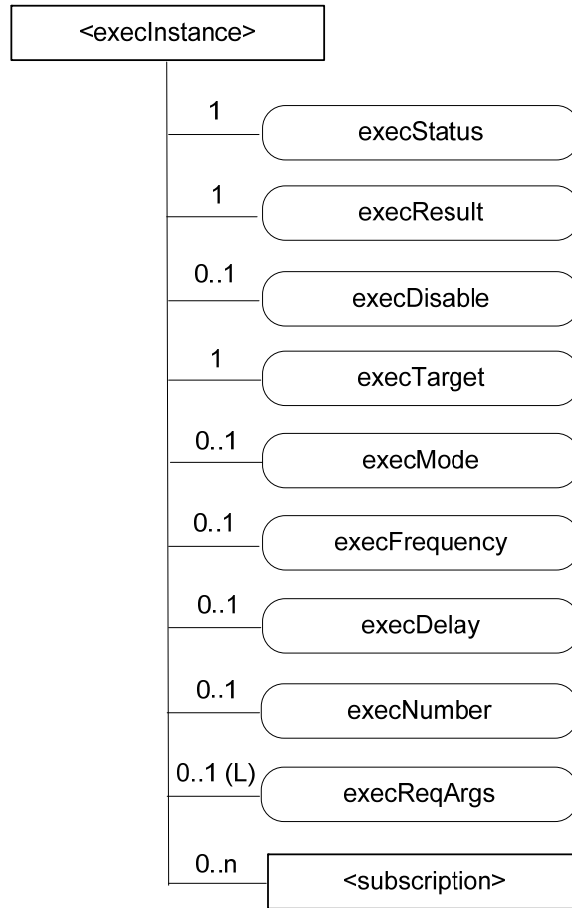 <execInstance>
1
execStatus
1
execResult
0..1
execDisable
1
execTarget
0..1
execMode
0..1
execFrequency
0..1
execDelay
0..1
execNumber
0..1 (L)
execReqArgs
0..n
<subscription>